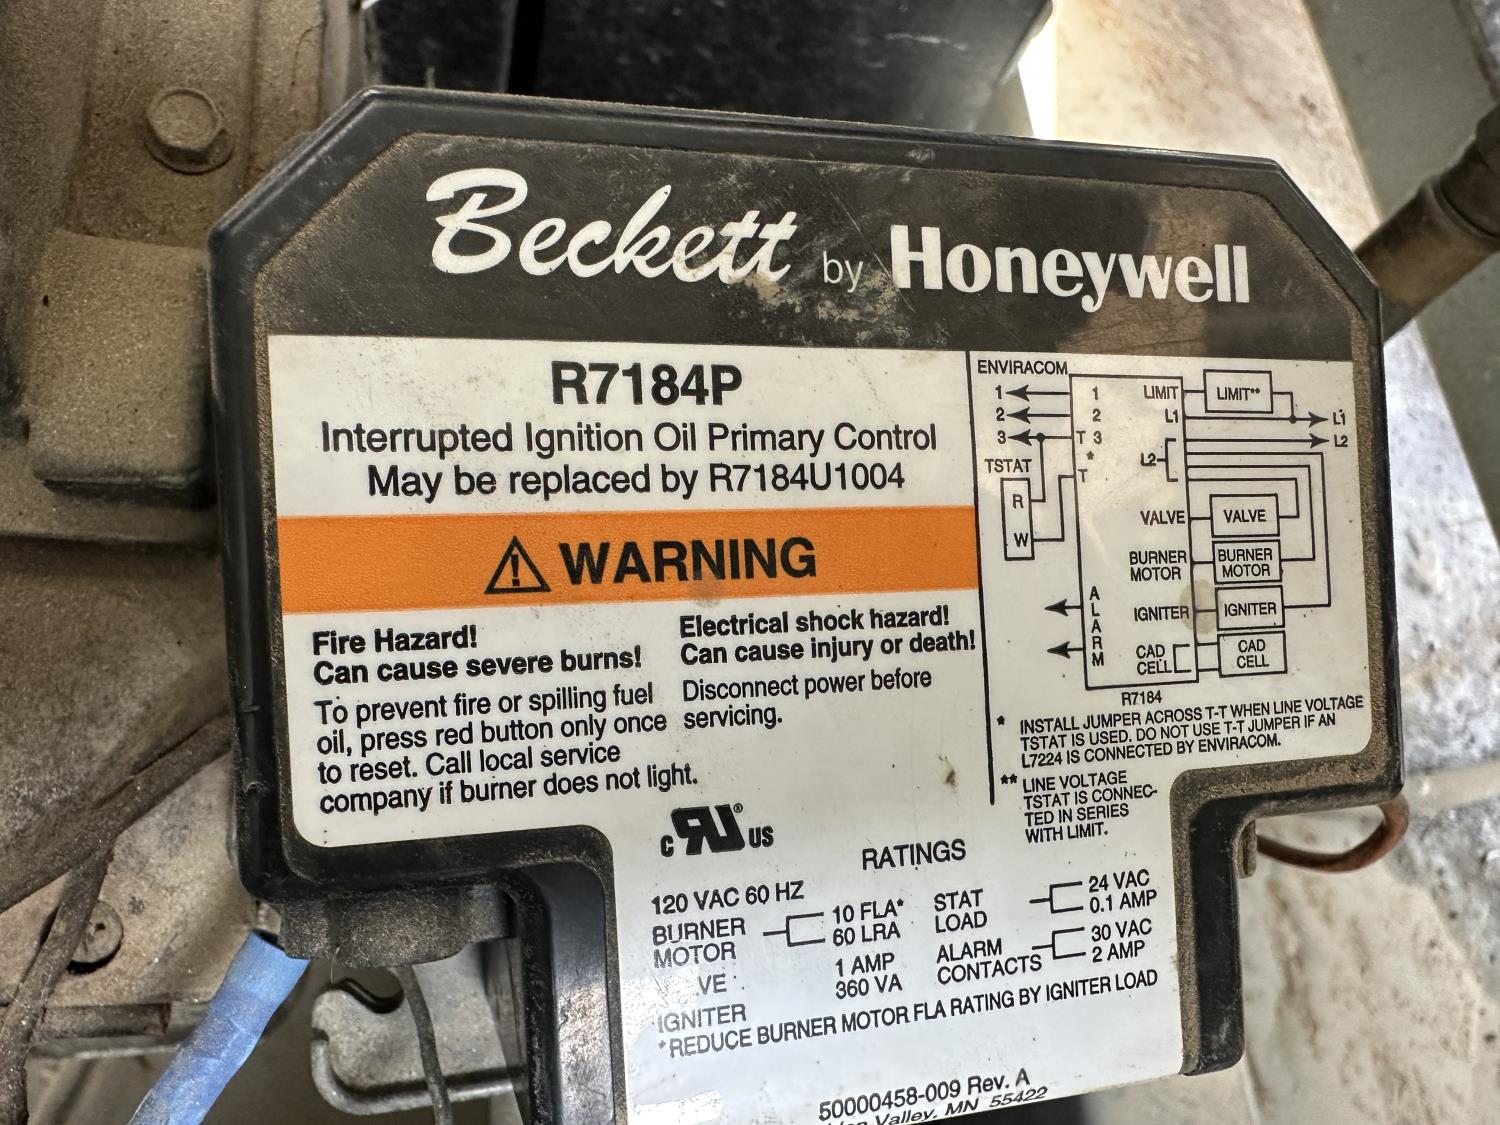 Beckett by Honeywell
R7184P
Interrupted Ignition Oil Primary Control
May be replaced by R7184U1004
WARNING
Fire Hazard!
Can cause severe burns!
To prevent fire or spilling fuel
oil, press red button only once
to reset. Call local service
company if burner does not light.
Electrical shock hazard!
Can cause injury or death!
Disconnect power before
servicing.
ENVIRACOM
1 1 LIMIT LIMIT**
2 2 L1 L1
3 T 3 L2
TSTAT * L2
T
R
W
VALVE VALVE
BURNER MOTOR BURNER MOTOR
ALARM
IGNITER IGNITER
CAD CELL CAD CELL
R7184
* INSTALL JUMPER ACROSS T-T WHEN LINE VOLTAGE
TSTAT IS USED. DO NOT USE T-T JUMPER IF AN
L7224 IS CONNECTED BY ENVIRACOM.
** LINE VOLTAGE
TSTAT IS CONNEC-
TED IN SERIES
WITH LIMIT.
c RU ® US
RATINGS
120 VAC 60 HZ
BURNER MOTOR 10 FLA*
60 LRA
VE 1 AMP
IGNITER 360 VA
STAT LOAD 24 VAC
0.1 AMP
ALARM CONTACTS 30 VAC
2 AMP
*REDUCE BURNER MOTOR FLA RATING BY IGNITER LOAD
50000458-009 Rev. A
Valley, MN 55422